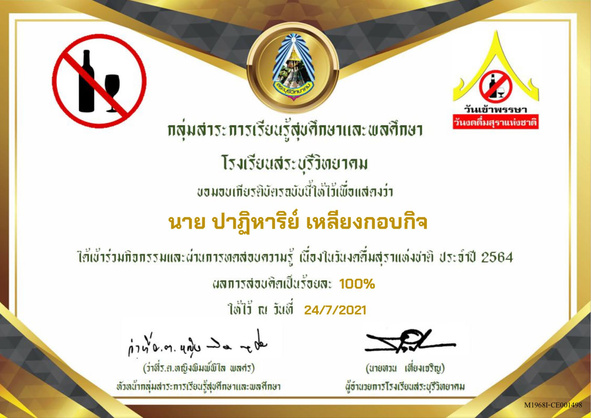 วันเข้าพรรษา
วันงดดื่มสุราแห่งชาติ
กลุ่มสาระการเรียนรู้สุขศึกษาและพลศึกษา
โรงเรียนสระบุรีวิทยาคม
ขอมอบเกียรติบัตรฉบับนี้ให้ไว้เพื่อแสดงว่า
นาย ปาฏิหาริย์ เหลียงกอบกิจ
ได้เข้าร่วมกิจกรรมและผ่านการทดสอบความรู้ เนื่องในวันงดดื่มสุราแห่งชาติ ประจำปี 2564
ผลการสอบคิดเป็นร้อยละ 100%
ให้ไว้ ณ วันที่ 24/7/2021
(ว่าที่ร.ต.หญิงพิมพ์พิไล พลศร)
(นายทวน เที่ยงเจริญ)
หัวหน้ากลุ่มสาระการเรียนรู้สุขศึกษาและพลศึกษา
ผู้อำนวยการโรงเรียนสระบุรีวิทยาคม
M1968I-CE001498